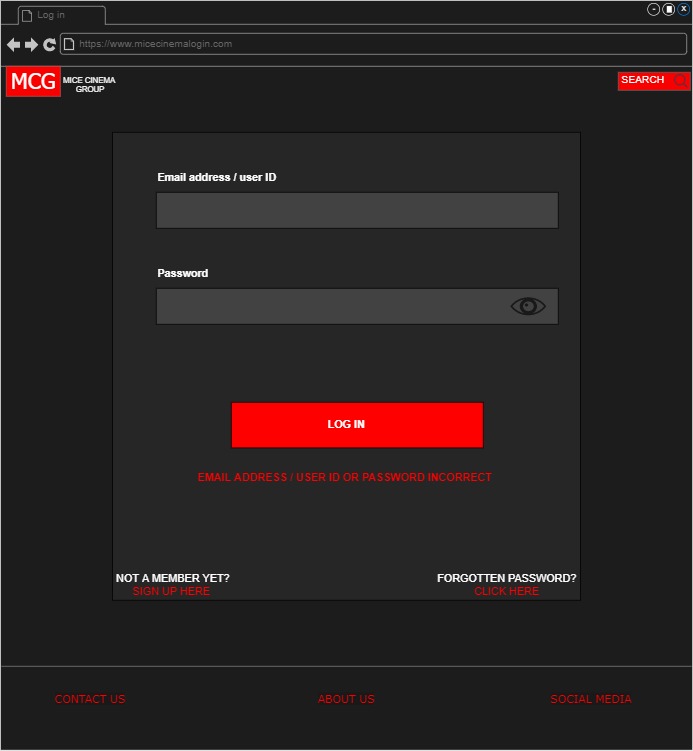 Log in
https://www.micecinemalogin.com
MCG
MICE CINEMA
GROUP
SEARCH
Email address / user ID
Password
LOG IN
EMAIL ADDRESS / USER ID OR PASSWORD INCORRECT
NOT A MEMBER YET?
SIGN UP HERE
FORGOTTEN PASSWORD?
CLICK HERE
CONTACT US
ABOUT US
SOCIAL MEDIA